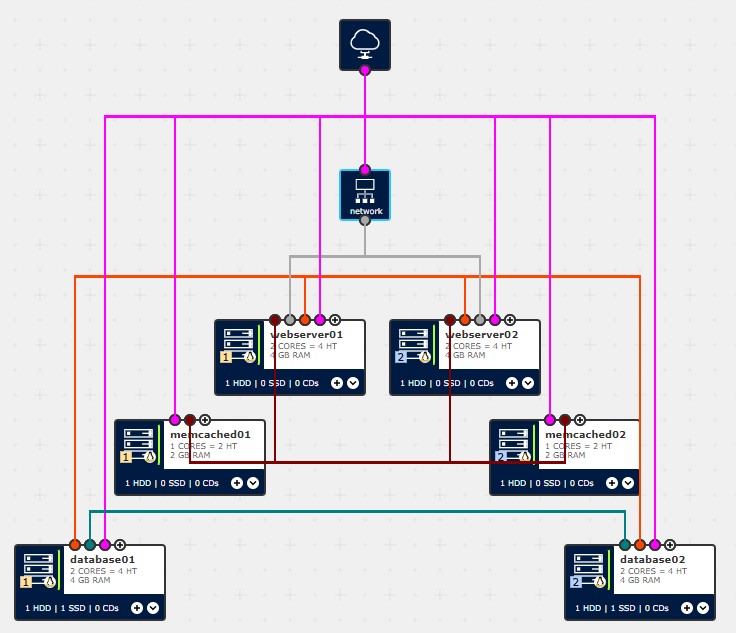 network
webserver01
2 CORES = 4 HT
4 GB RAM
1
1 HDD | 0 SSD | 0 CDs
webserver02
2 CORES = 4 HT
4 GB RAM
2
1 HDD | 0 SSD | 0 CDs
memcached01
1 CORES = 2 HT
2 GB RAM
1
1 HDD | 0 SSD | 0 CDs
memcached02
1 CORES = 2 HT
2 GB RAM
2
1 HDD | 0 SSD | 0 CDs
database01
2 CORES = 4 HT
4 GB RAM
1
1 HDD | 1 SSD | 0 CDs
database02
2 CORES = 4 HT
4 GB RAM
2
1 HDD | 1 SSD | 0 CDs